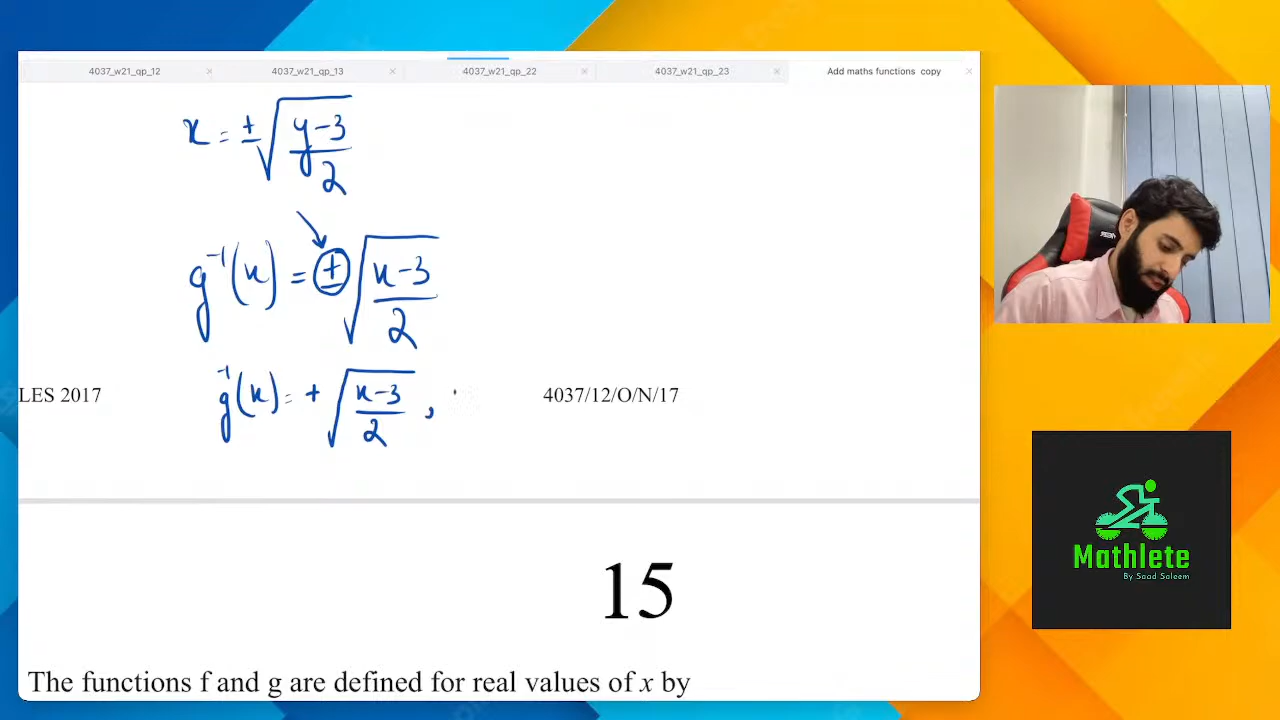 4037_w21_qp_12 × 4037_w21_qp_13 × 4037_w21_qp_22 × 4037_w21_qp_23 × Add maths functions copy ×
x = ±√((y-3)/2)
g⁻¹(x) = ±√((x-3)/2)
g⁻¹(x) = +√((x-3)/2) ,
LES 2017 4037/12/O/N/17
15
The functions f and g are defined for real values of x by
Mathlete
By Saad Saleem